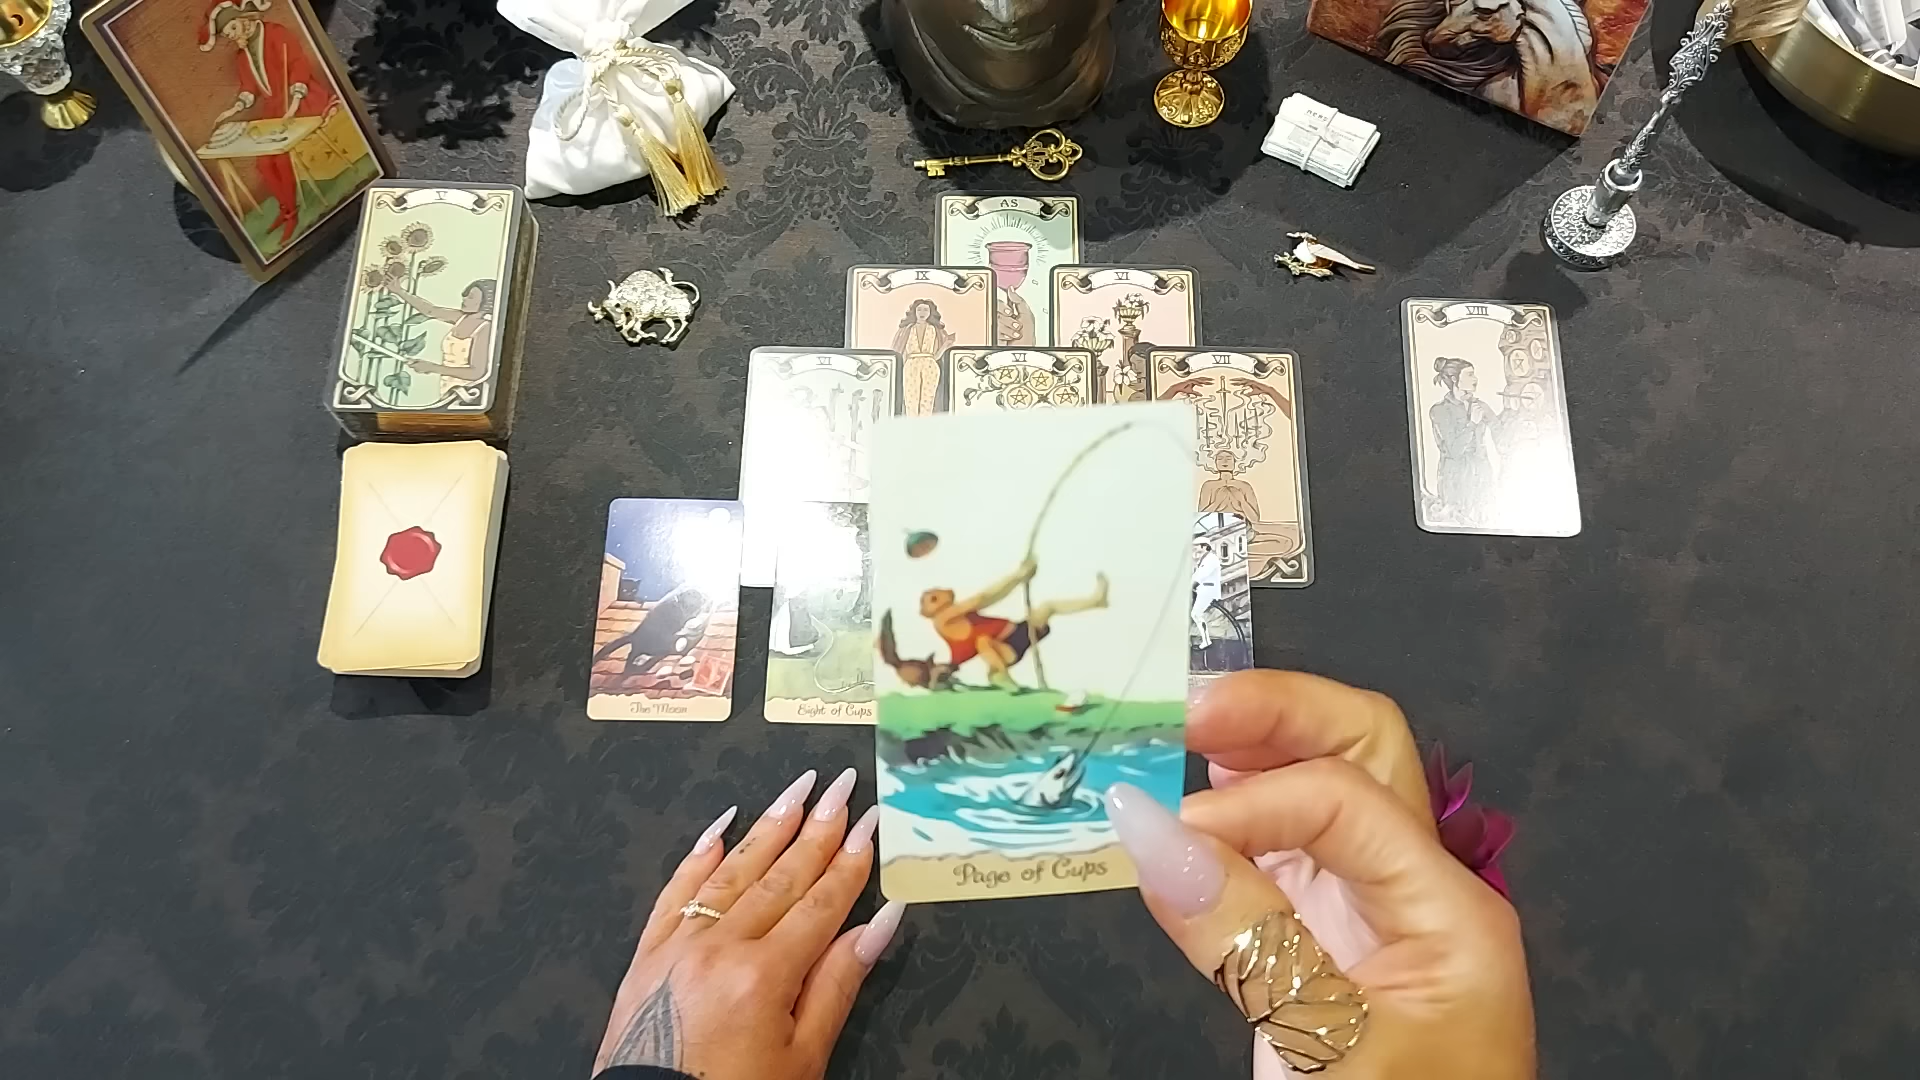 V
AS
IX
VI
VI
VI
VII
VIII
The Moon
Eight of Cups
Page of Cups